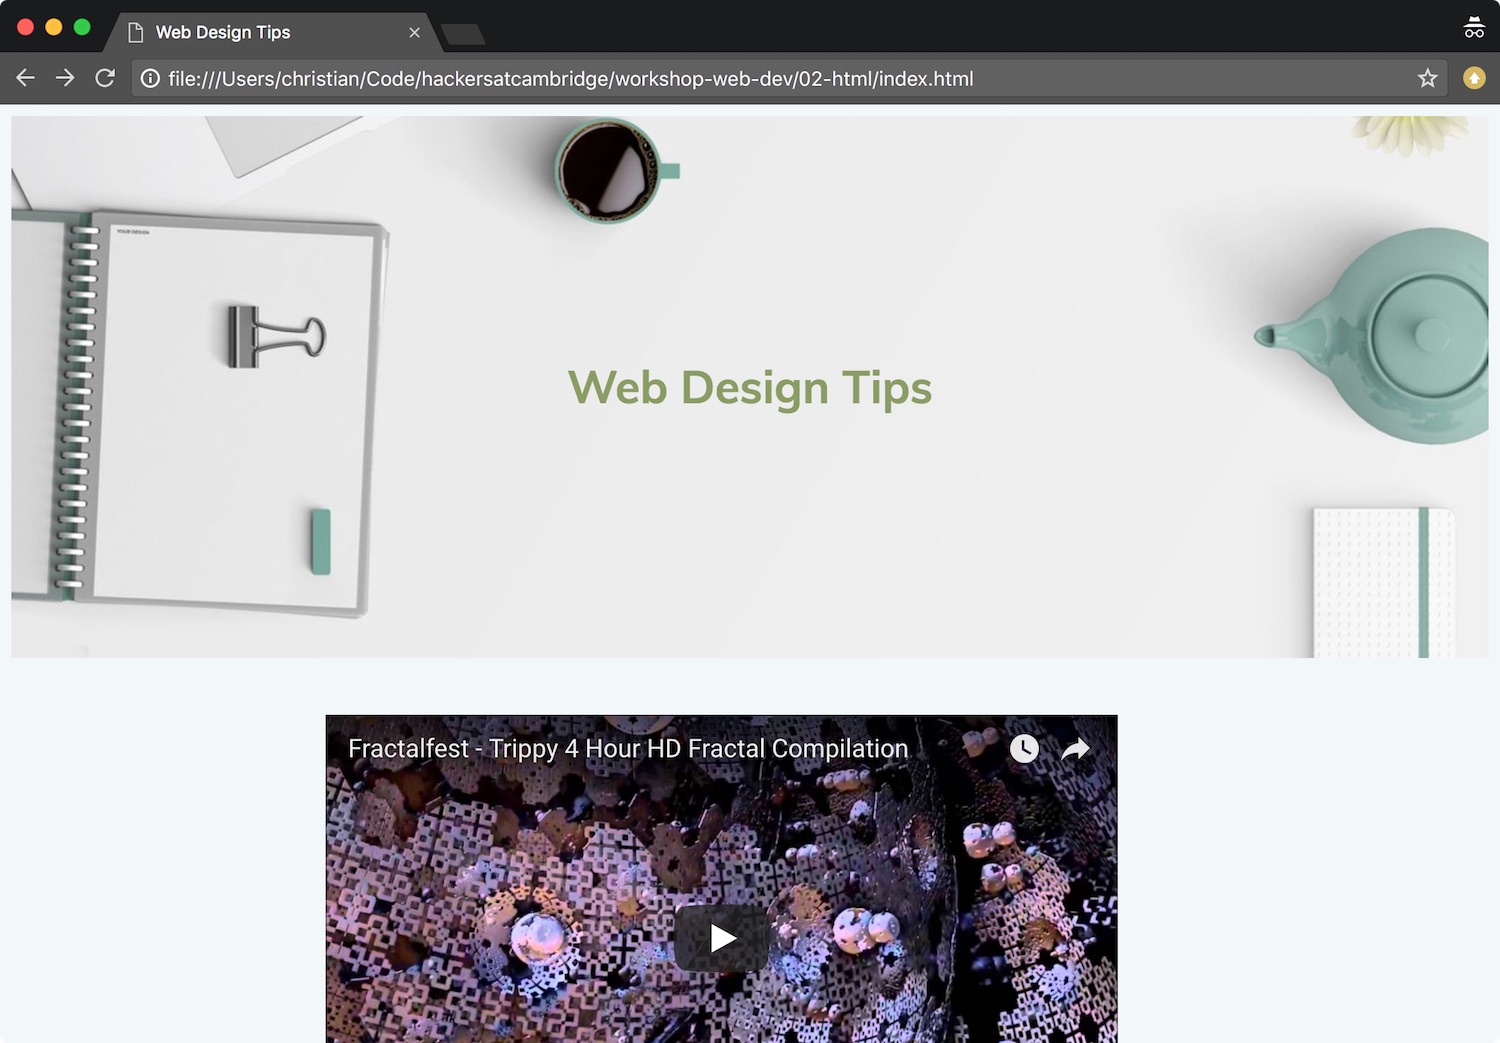 Web Design Tips
file:///Users/christian/Code/hackersatcambridge/workshop-web-dev/02-html/index.html
YOUR DESIGN
Web Design Tips
Fractalfest - Trippy 4 Hour HD Fractal Compilation